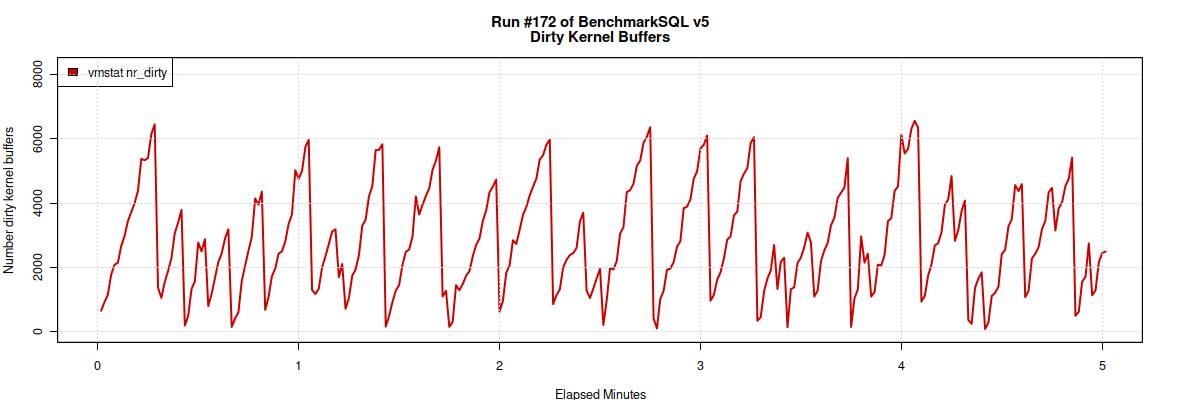 Run #172 of BenchmarkSQL v5
Dirty Kernel Buffers
vmstat nr_dirty
Number dirty kernel buffers
8000
6000
4000
2000
0
0 1 2 3 4 5
Elapsed Minutes